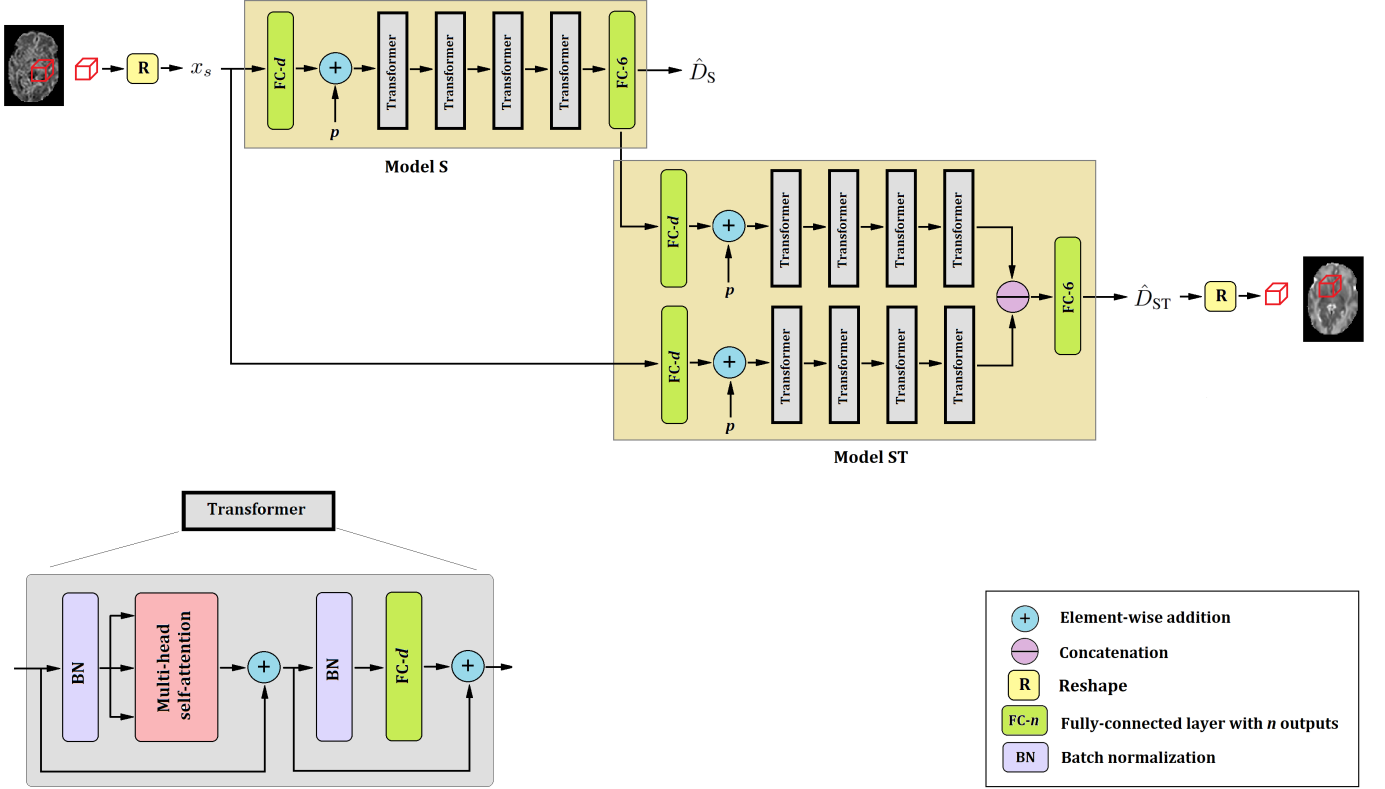 R
x_s
FC-d
+
p
Transformer
Transformer
Transformer
Transformer
FC-6
D̂_S
Model S
FC-d
+
p
Transformer
Transformer
Transformer
Transformer
FC-d
+
p
Transformer
Transformer
Transformer
Transformer
FC-6
D̂_ST
R
Model ST
Transformer
BN
Multi-head
self-attention
+
BN
FC-d
+
+ Element-wise addition
Concatenation
R Reshape
FC-n Fully-connected layer with n outputs
BN Batch normalization